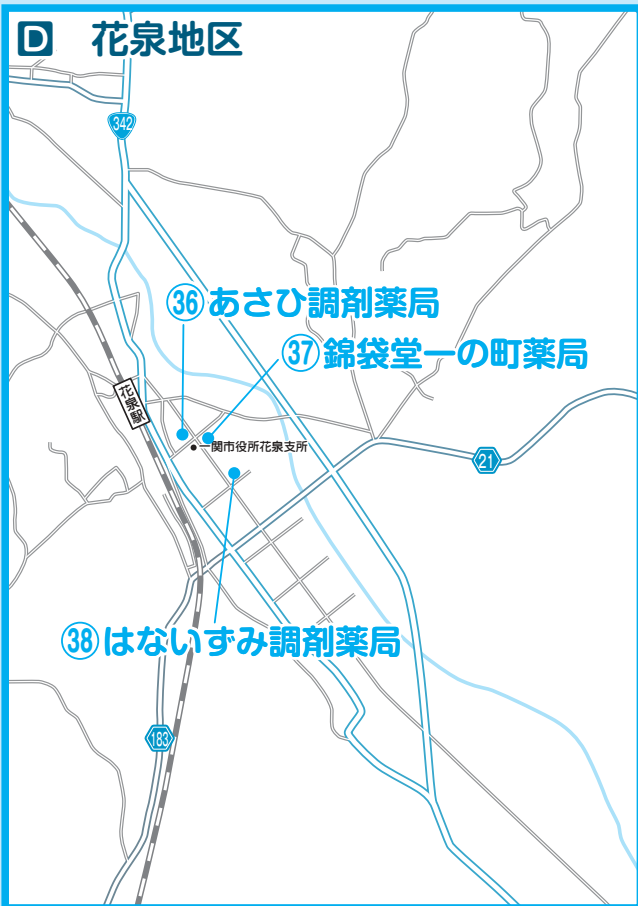 D 花泉地区
342
㊱あさひ調剤薬局
㊲錦袋堂一の町薬局
花泉駅
一関市役所花泉支所
21
㊳はないずみ調剤薬局
183